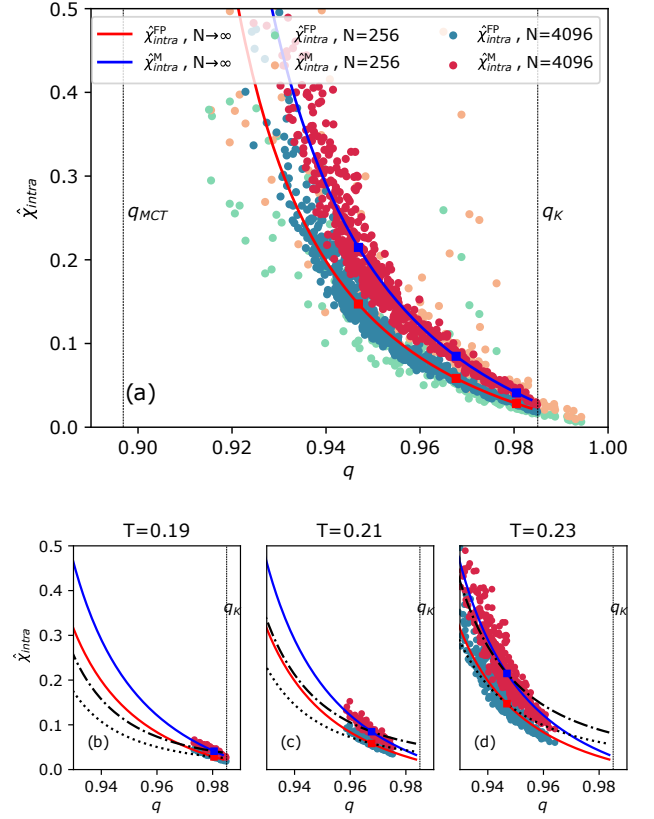 χ̂^FP_intra , N→∞ χ̂^FP_intra, N=256 χ̂^FP_intra, N=4096
χ̂^M_intra , N→∞ χ̂^M_intra, N=256 χ̂^M_intra, N=4096
0.5
0.4
0.3
0.2
0.1
0.0
χ̂_intra
q_MCT
q_K
(a)
0.90 0.92 0.94 0.96 0.98 1.00
q
T=0.19 T=0.21 T=0.23
0.5
0.4
0.3
0.2
0.1
0.0
χ̂_intra
q_K q_K q_K
(b) (c) (d)
0.94 0.96 0.98 0.94 0.96 0.98 0.94 0.96 0.98
q q q